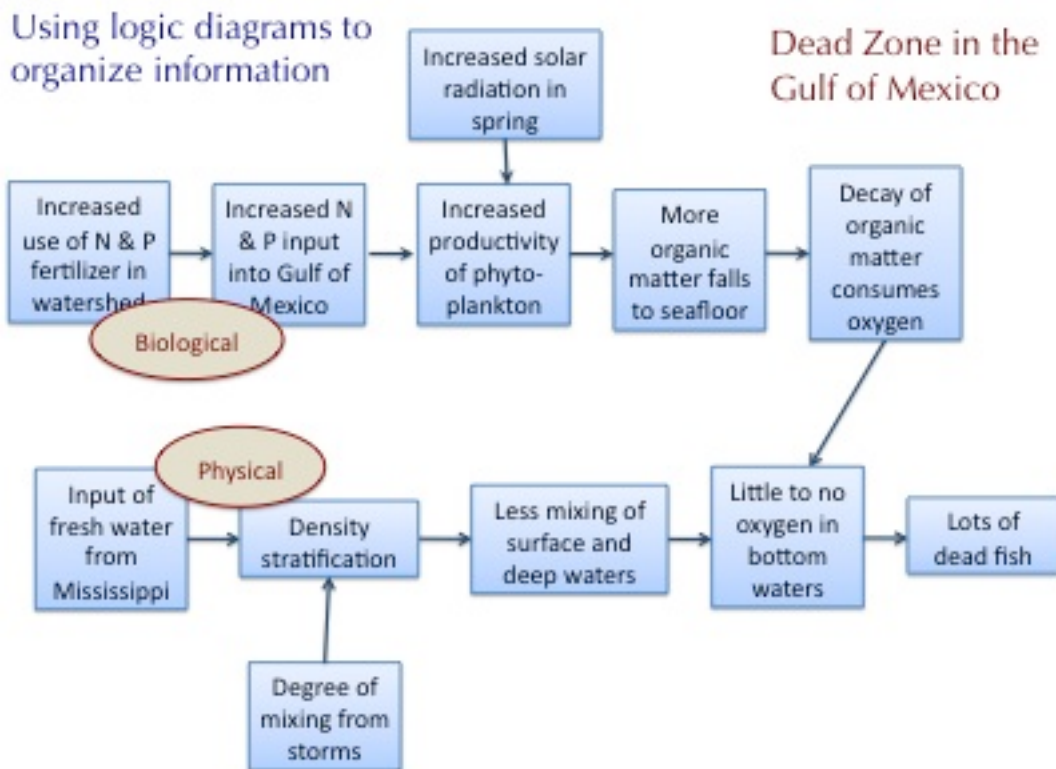 Using logic diagrams to
organize information
Dead Zone in the
Gulf of Mexico
Increased solar
radiation in
spring
Increased
use of N & P
fertilizer in
watershed
Increased N
& P input
into Gulf of
Mexico
Increased
productivity
of phyto-
plankton
More
organic
matter falls
to seafloor
Decay of
organic
matter
consumes
oxygen
Biological
Physical
Input of
fresh water
from
Mississippi
Density
stratification
Less mixing of
surface and
deep waters
Little to no
oxygen in
bottom
waters
Lots of
dead fish
Degree of
mixing from
storms